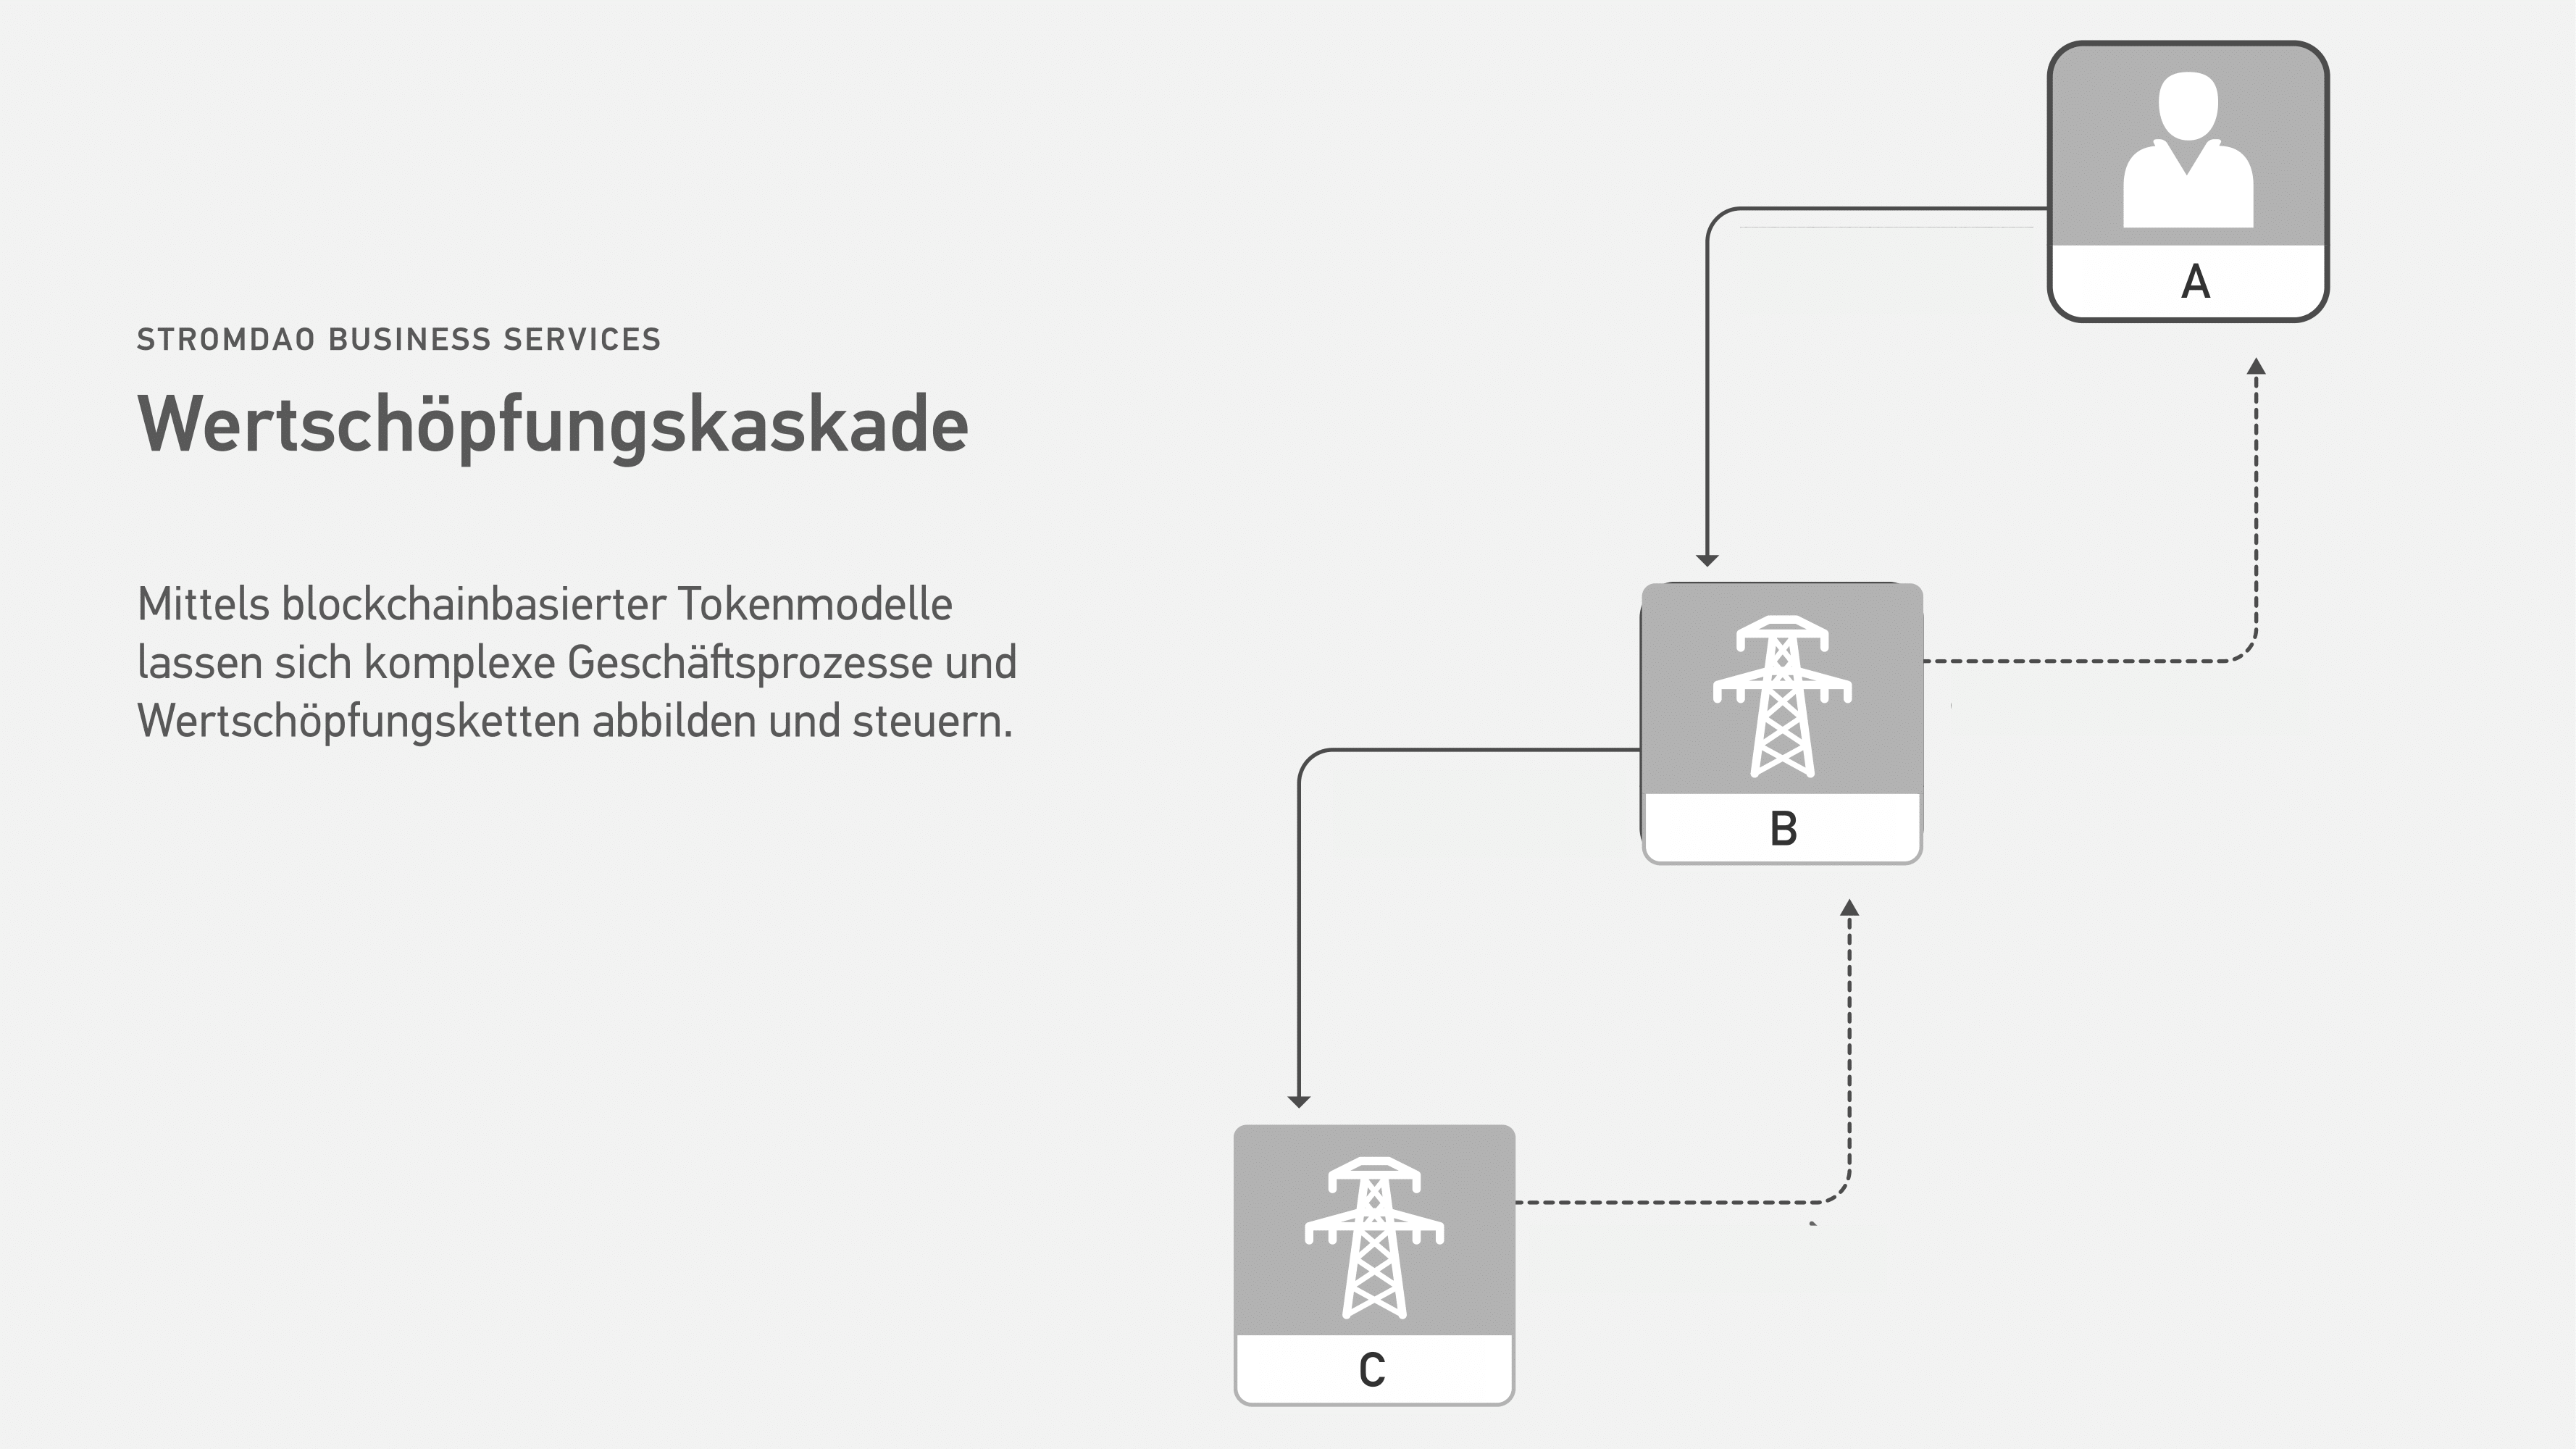 STROMDAO BUSINESS SERVICES
Wertschöpfungskaskade
Mittels blockchainbasierter Tokenmodelle
lassen sich komplexe Geschäftsprozesse und
Wertschöpfungsketten abbilden und steuern.
A
B
C